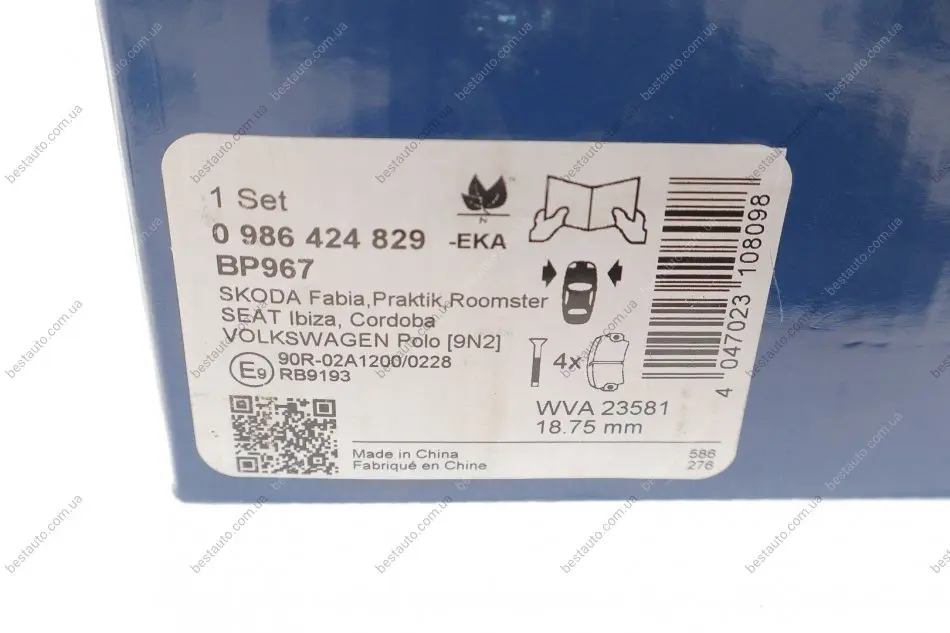 1 Set
0 986 424 829 -EKA
BP967
SKODA Fabia,Praktik,Roomster
SEAT Ibiza, Cordoba
VOLKSWAGEN Polo [9N2]
E9 90R-02A1200/0228
RB9193
4x
WVA 23581
18.75 mm
Made in China
Fabriqué en Chine
586
276
4 047023 108098
bestauto.com.ua